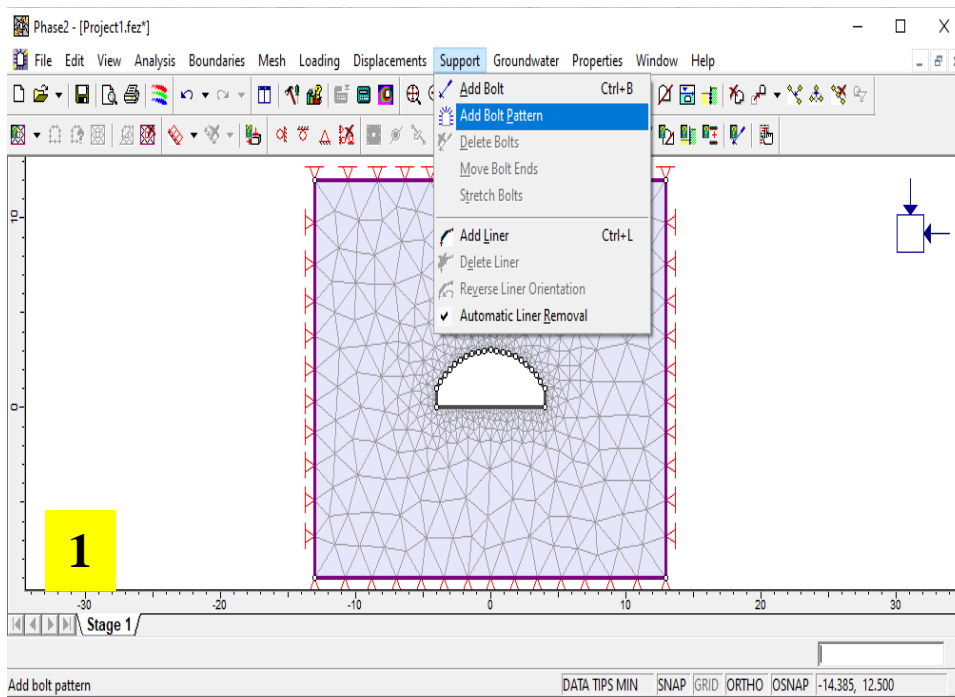 Phase2 - [Project1.fez*]
File Edit View Analysis Boundaries Mesh Loading Displacements Support Groundwater Properties Window Help
Add Bolt Ctrl+B
Add Bolt Pattern
Delete Bolts
Move Bolt Ends
Stretch Bolts
Add Liner Ctrl+L
Delete Liner
Reverse Liner Orientation
Automatic Liner Removal
10
0
1
-30 -20 -10 0 10 20 30
Stage 1
Add bolt pattern DATA TIPS MIN SNAP GRID ORTHO OSNAP -14.385, 12.500